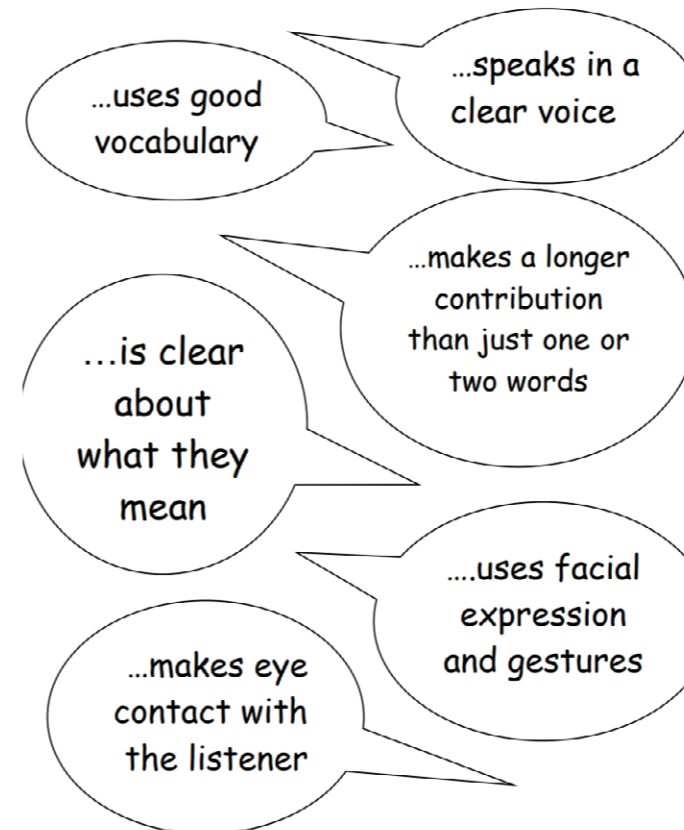 ...uses good
vocabulary
...speaks in a
clear voice
...makes a longer
contribution
than just one or
two words
...is clear
about
what they
mean
....uses facial
expression
and gestures
...makes eye
contact with
the listener